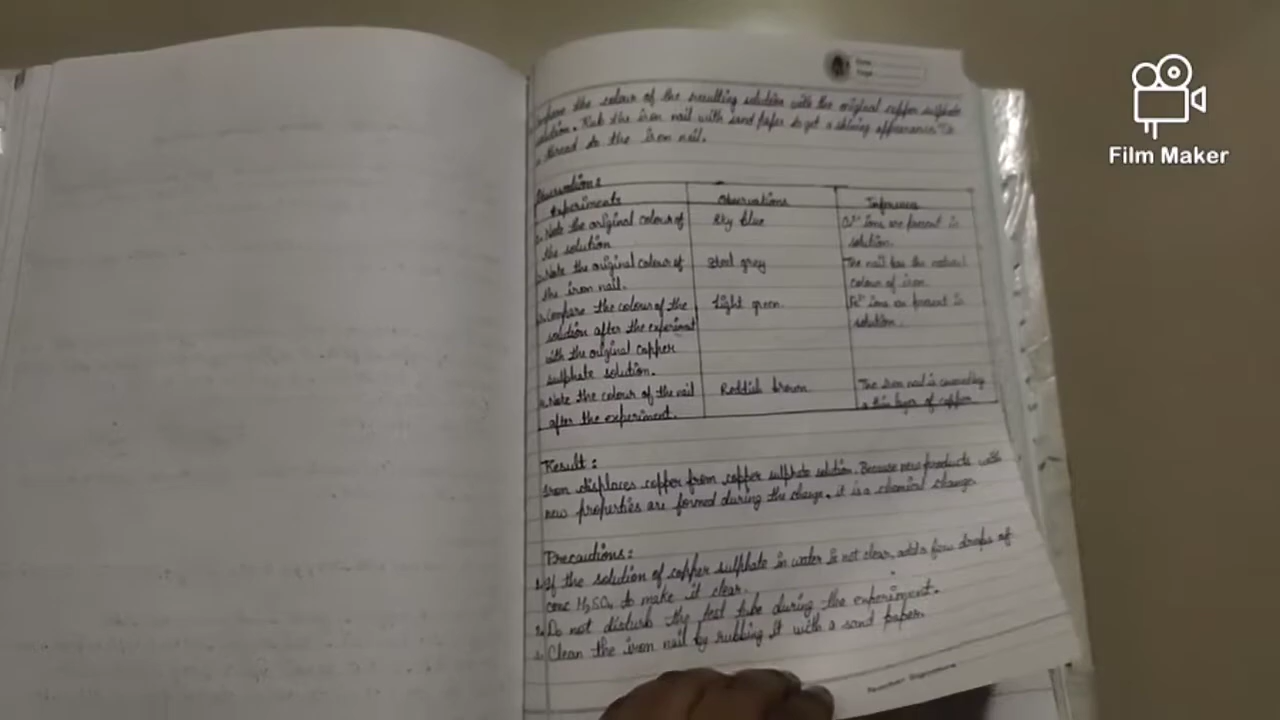 Date
Page
Compare the colour of the resulting solution with the original copper sulphate
solution. Rub the iron nail with sand paper to get a shining appearance. Tie
a thread to the iron nail.
Observation:
Experiments Observations Inference
1. Note the original colour of the solution Sky blue Cu²⁺ ions are present in solution.
2. Note the original colour of the iron nail. Steel grey The nail has the natural colour of iron
3. Compare the colour of the solution after the experiment with the original copper sulphate solution. Light green Fe²⁺ ions are present in solution.
4. Note the colour of the nail after the experiment. Reddish brown The iron nail is covered by a thin layer of copper
Result:
Iron displaces copper from copper sulphate solution. Because new products with
new properties are formed during the change, it is a chemical change.
Precautions:
1. If the solution of copper sulphate in water is not clear, add a few drops of
conc H₂SO₄ to make it clear.
2. Do not disturb the test tube during the experiment.
3. Clean the iron nail by rubbing it with a sand paper.
Film Maker